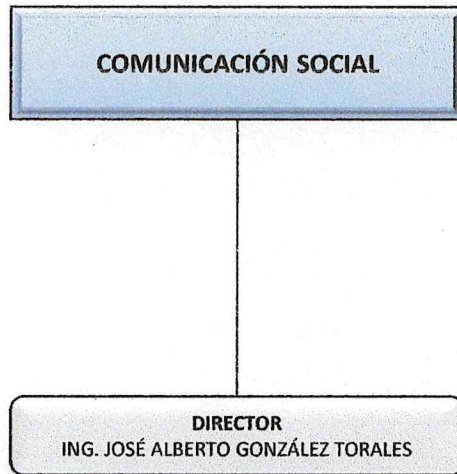 COMUNICACIÓN SOCIAL
DIRECTOR
ING. JOSÉ ALBERTO GONZÁLEZ TORALES